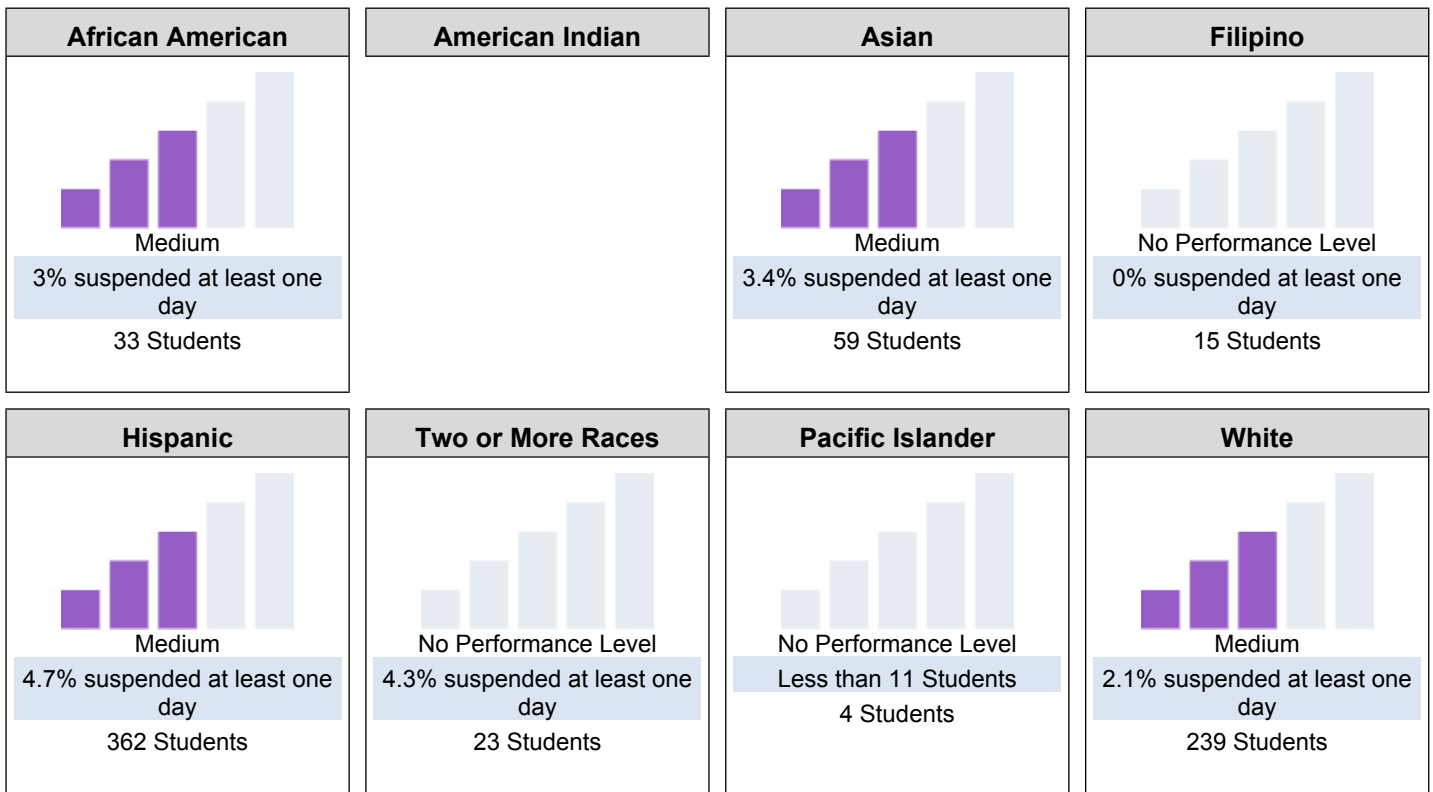 African American
American Indian
Asian
Filipino
Medium
3% suspended at least one
day
33 Students
Medium
3.4% suspended at least one
day
59 Students
No Performance Level
0% suspended at least one
day
15 Students
Hispanic
Two or More Races
Pacific Islander
White
Medium
4.7% suspended at least one
day
362 Students
No Performance Level
4.3% suspended at least one
day
23 Students
No Performance Level
Less than 11 Students
4 Students
Medium
2.1% suspended at least one
day
239 Students